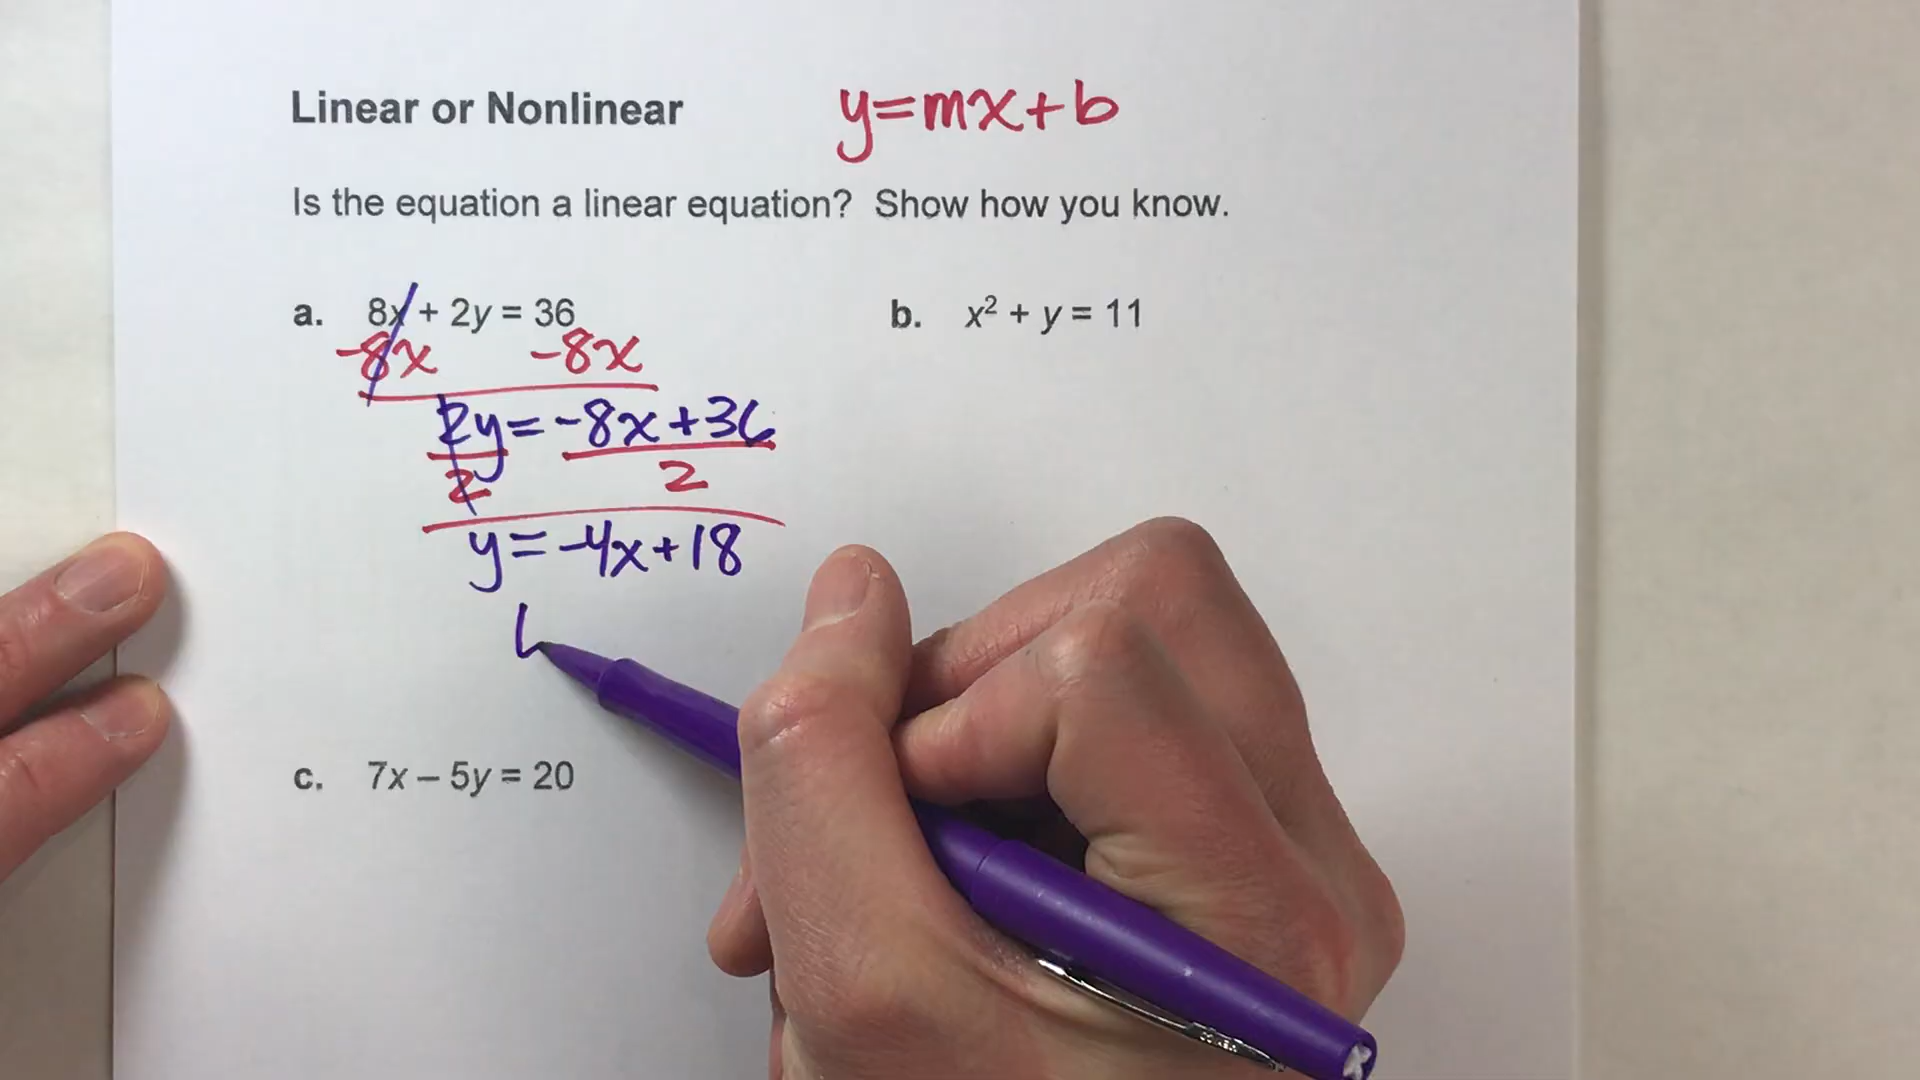 Linear or Nonlinear
y=mx+b
Is the equation a linear equation? Show how you know.
a. 8x + 2y = 36
-8x -8x
2y=-8x+36
2 2
y=-4x+18
L
b. x² + y = 11
c. 7x – 5y = 20